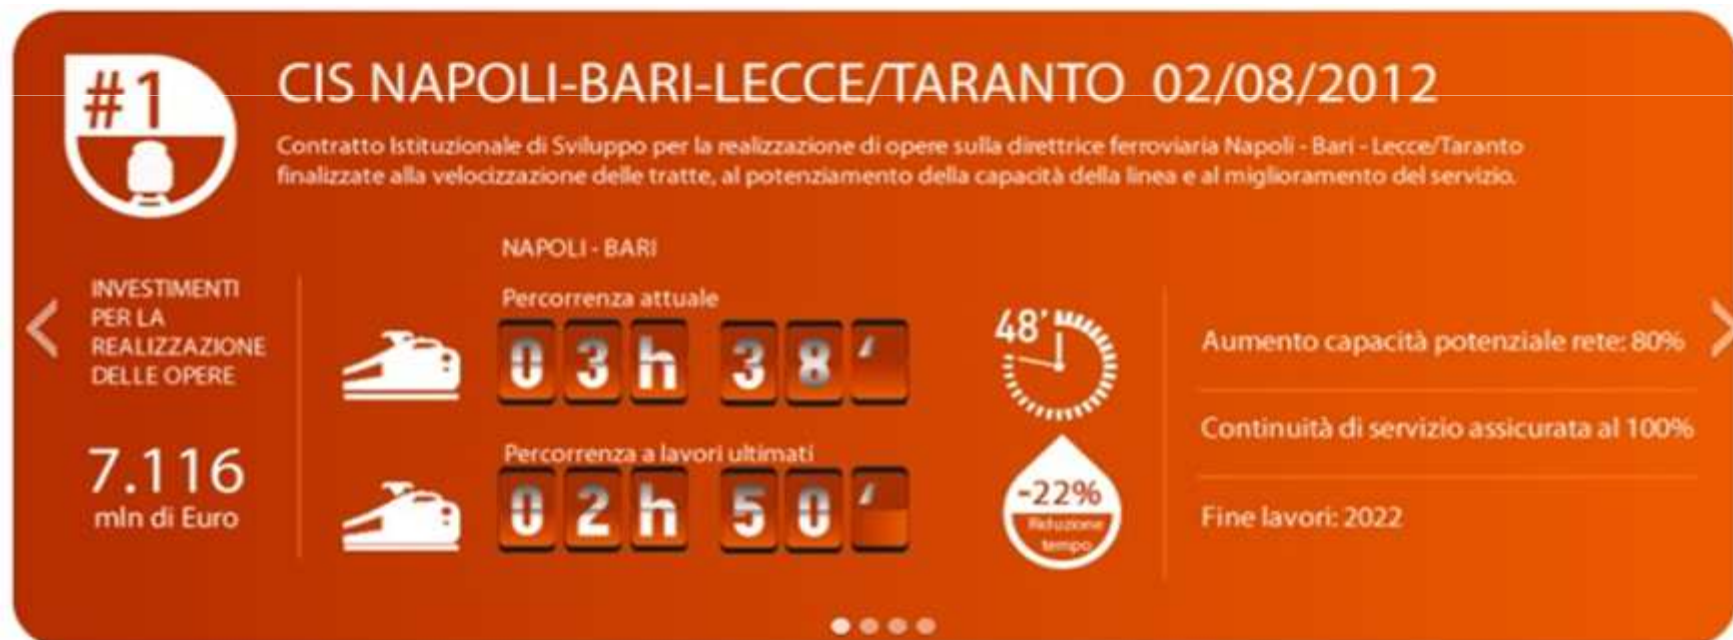 #1
CIS NAPOLI-BARI-LECCE/TARANTO 02/08/2012
Contratto Istituzionale di Sviluppo per la realizzazione di opere sulla direttrice ferroviaria Napoli - Bari - Lecce/Taranto
finalizzate alla velocizzazione delle tratte, al potenziamento della capacità della linea e al miglioramento del servizio.
INVESTIMENTI
PER LA
REALIZZAZIONE
DELLE OPERE
7.116
mln di Euro
NAPOLI - BARI
Percorrenza attuale
03h 38'
Percorrenza a lavori ultimati
02h 50'
48'
-22%
Riduzione
tempo
Aumento capacità potenziale rete: 80%
Continuità di servizio assicurata al 100%
Fine lavori: 2022